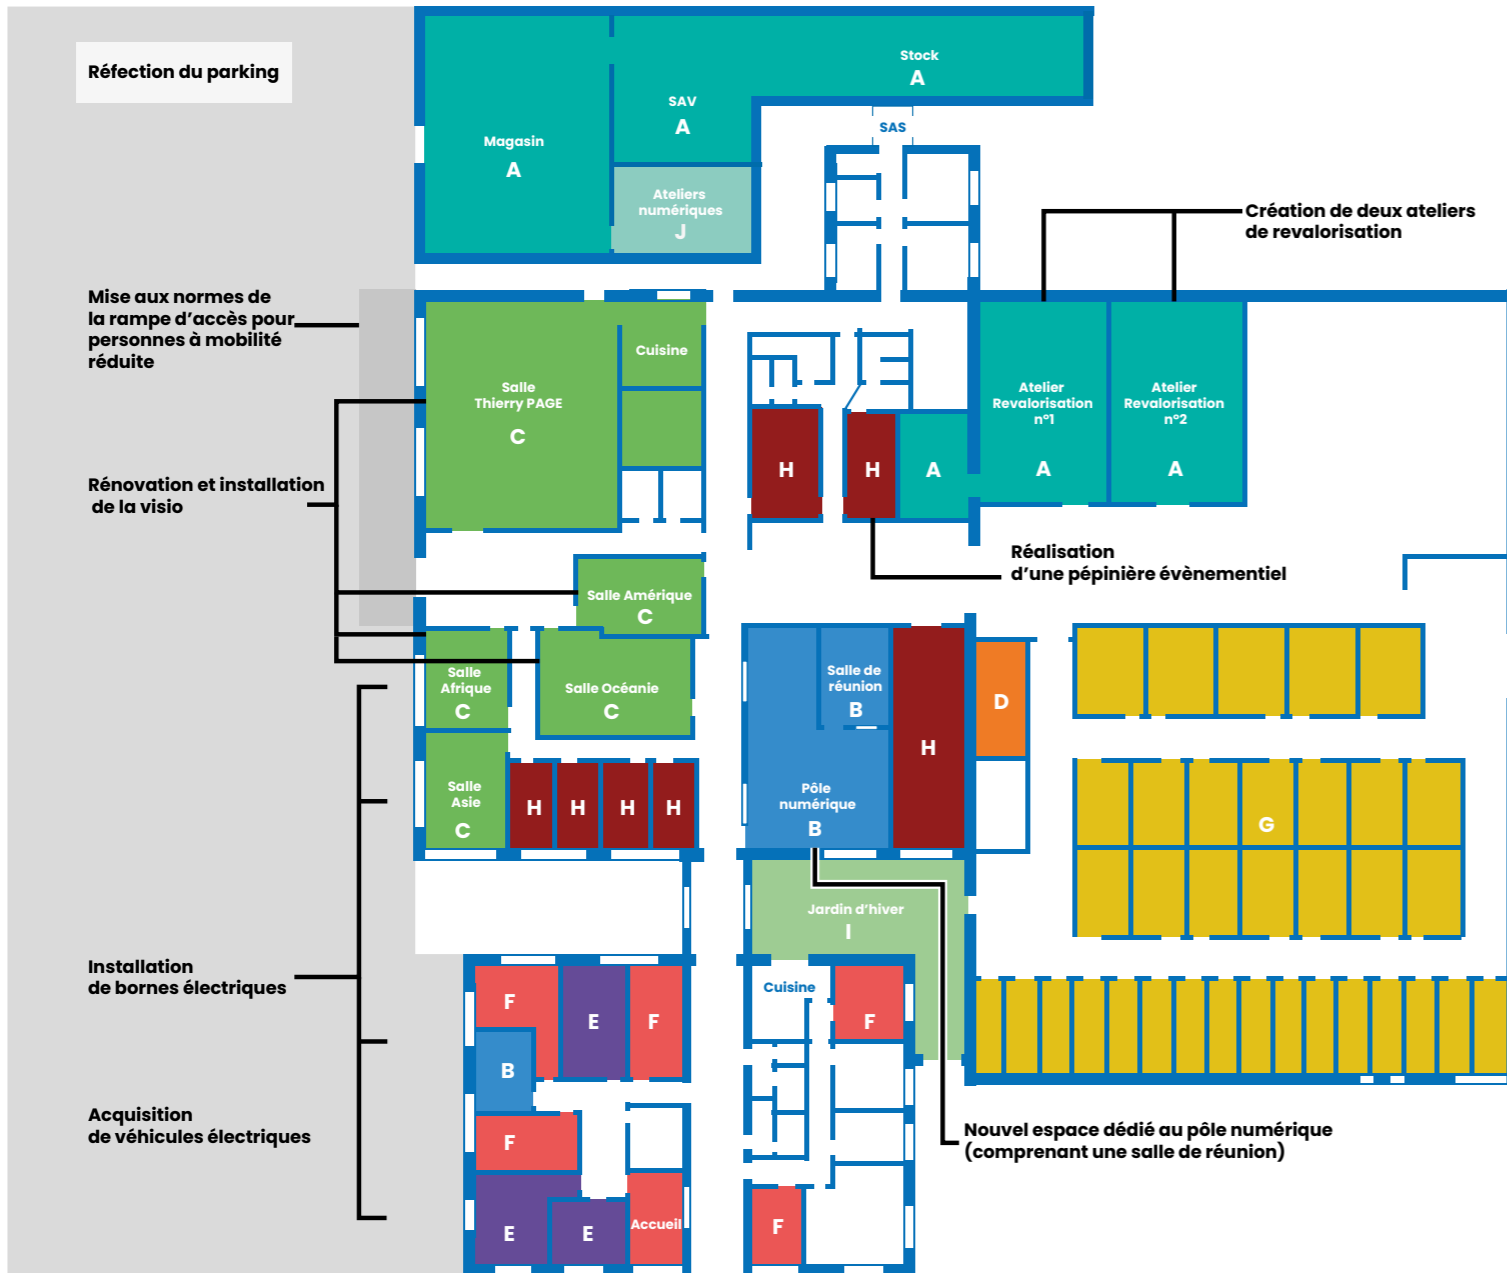 Réfection du parking
Stock
A
SAV
A
SAS
Magasin
A
Ateliers
numériques
J
Création de deux ateliers
de revalorisation
Mise aux normes de
la rampe d’accès pour
personnes à mobilité
réduite
Cuisine
Salle
Thierry PAGE
C
Atelier
Revalorisation
n°1
A
Atelier
Revalorisation
n°2
A
H
H
A
Rénovation et installation
de la visio
Réalisation
d’une pépinière évènementiel
Salle Amérique
C
Salle
Afrique
C
Salle Océanie
C
Salle de
réunion
B
D
H
Salle
Asie
C
H
H
H
H
Pôle
numérique
B
G
Jardin d’hiver
I
Installation
de bornes électriques
Cuisine
F
E
F
F
B
Acquisition
de véhicules électriques
F
Nouvel espace dédié au pôle numérique
(comprenant une salle de réunion)
E
E
Accueil
F